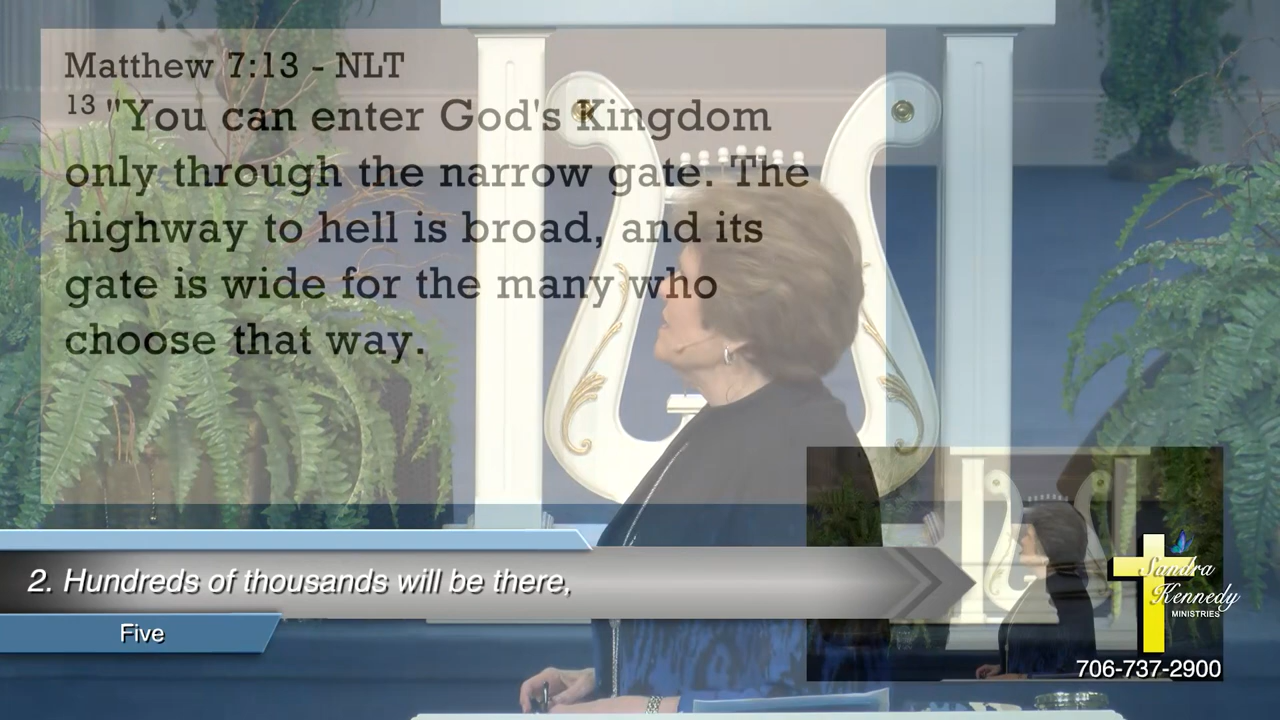 Matthew 7:13 - NLT
13 "You can enter God's Kingdom
only through the narrow gate. The
highway to hell is broad, and its
gate is wide for the many who
choose that way.
2. Hundreds of thousands will be there,
Five
Sandra
Kennedy
MINISTRIES
706-737-2900